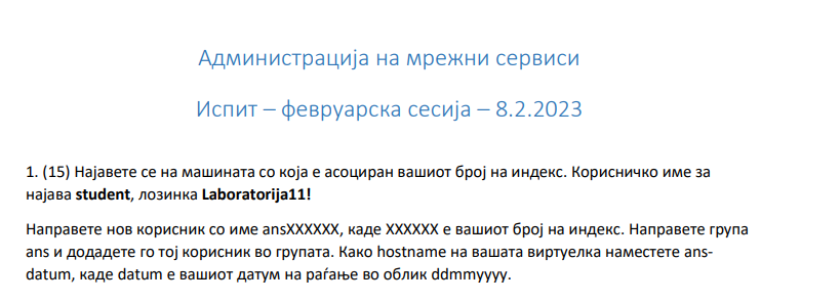 Администрација на мрежни сервиси
Испит – февруарска сесија – 8.2.2023
1. (15) Најавете се на машината со која е асоциран вашиот број на индекс. Корисничко име за
најава student, лозинка Laboratorija11!
Направете нов корисник со име ansXXXXXX, каде XXXXXX е вашиот број на индекс. Направете група
ans и додадете го тој корисник во групата. Како hostname на вашата виртуелка наместете ans-
datum, каде datum е вашиот датум на раѓање во облик ddmmyyyy.